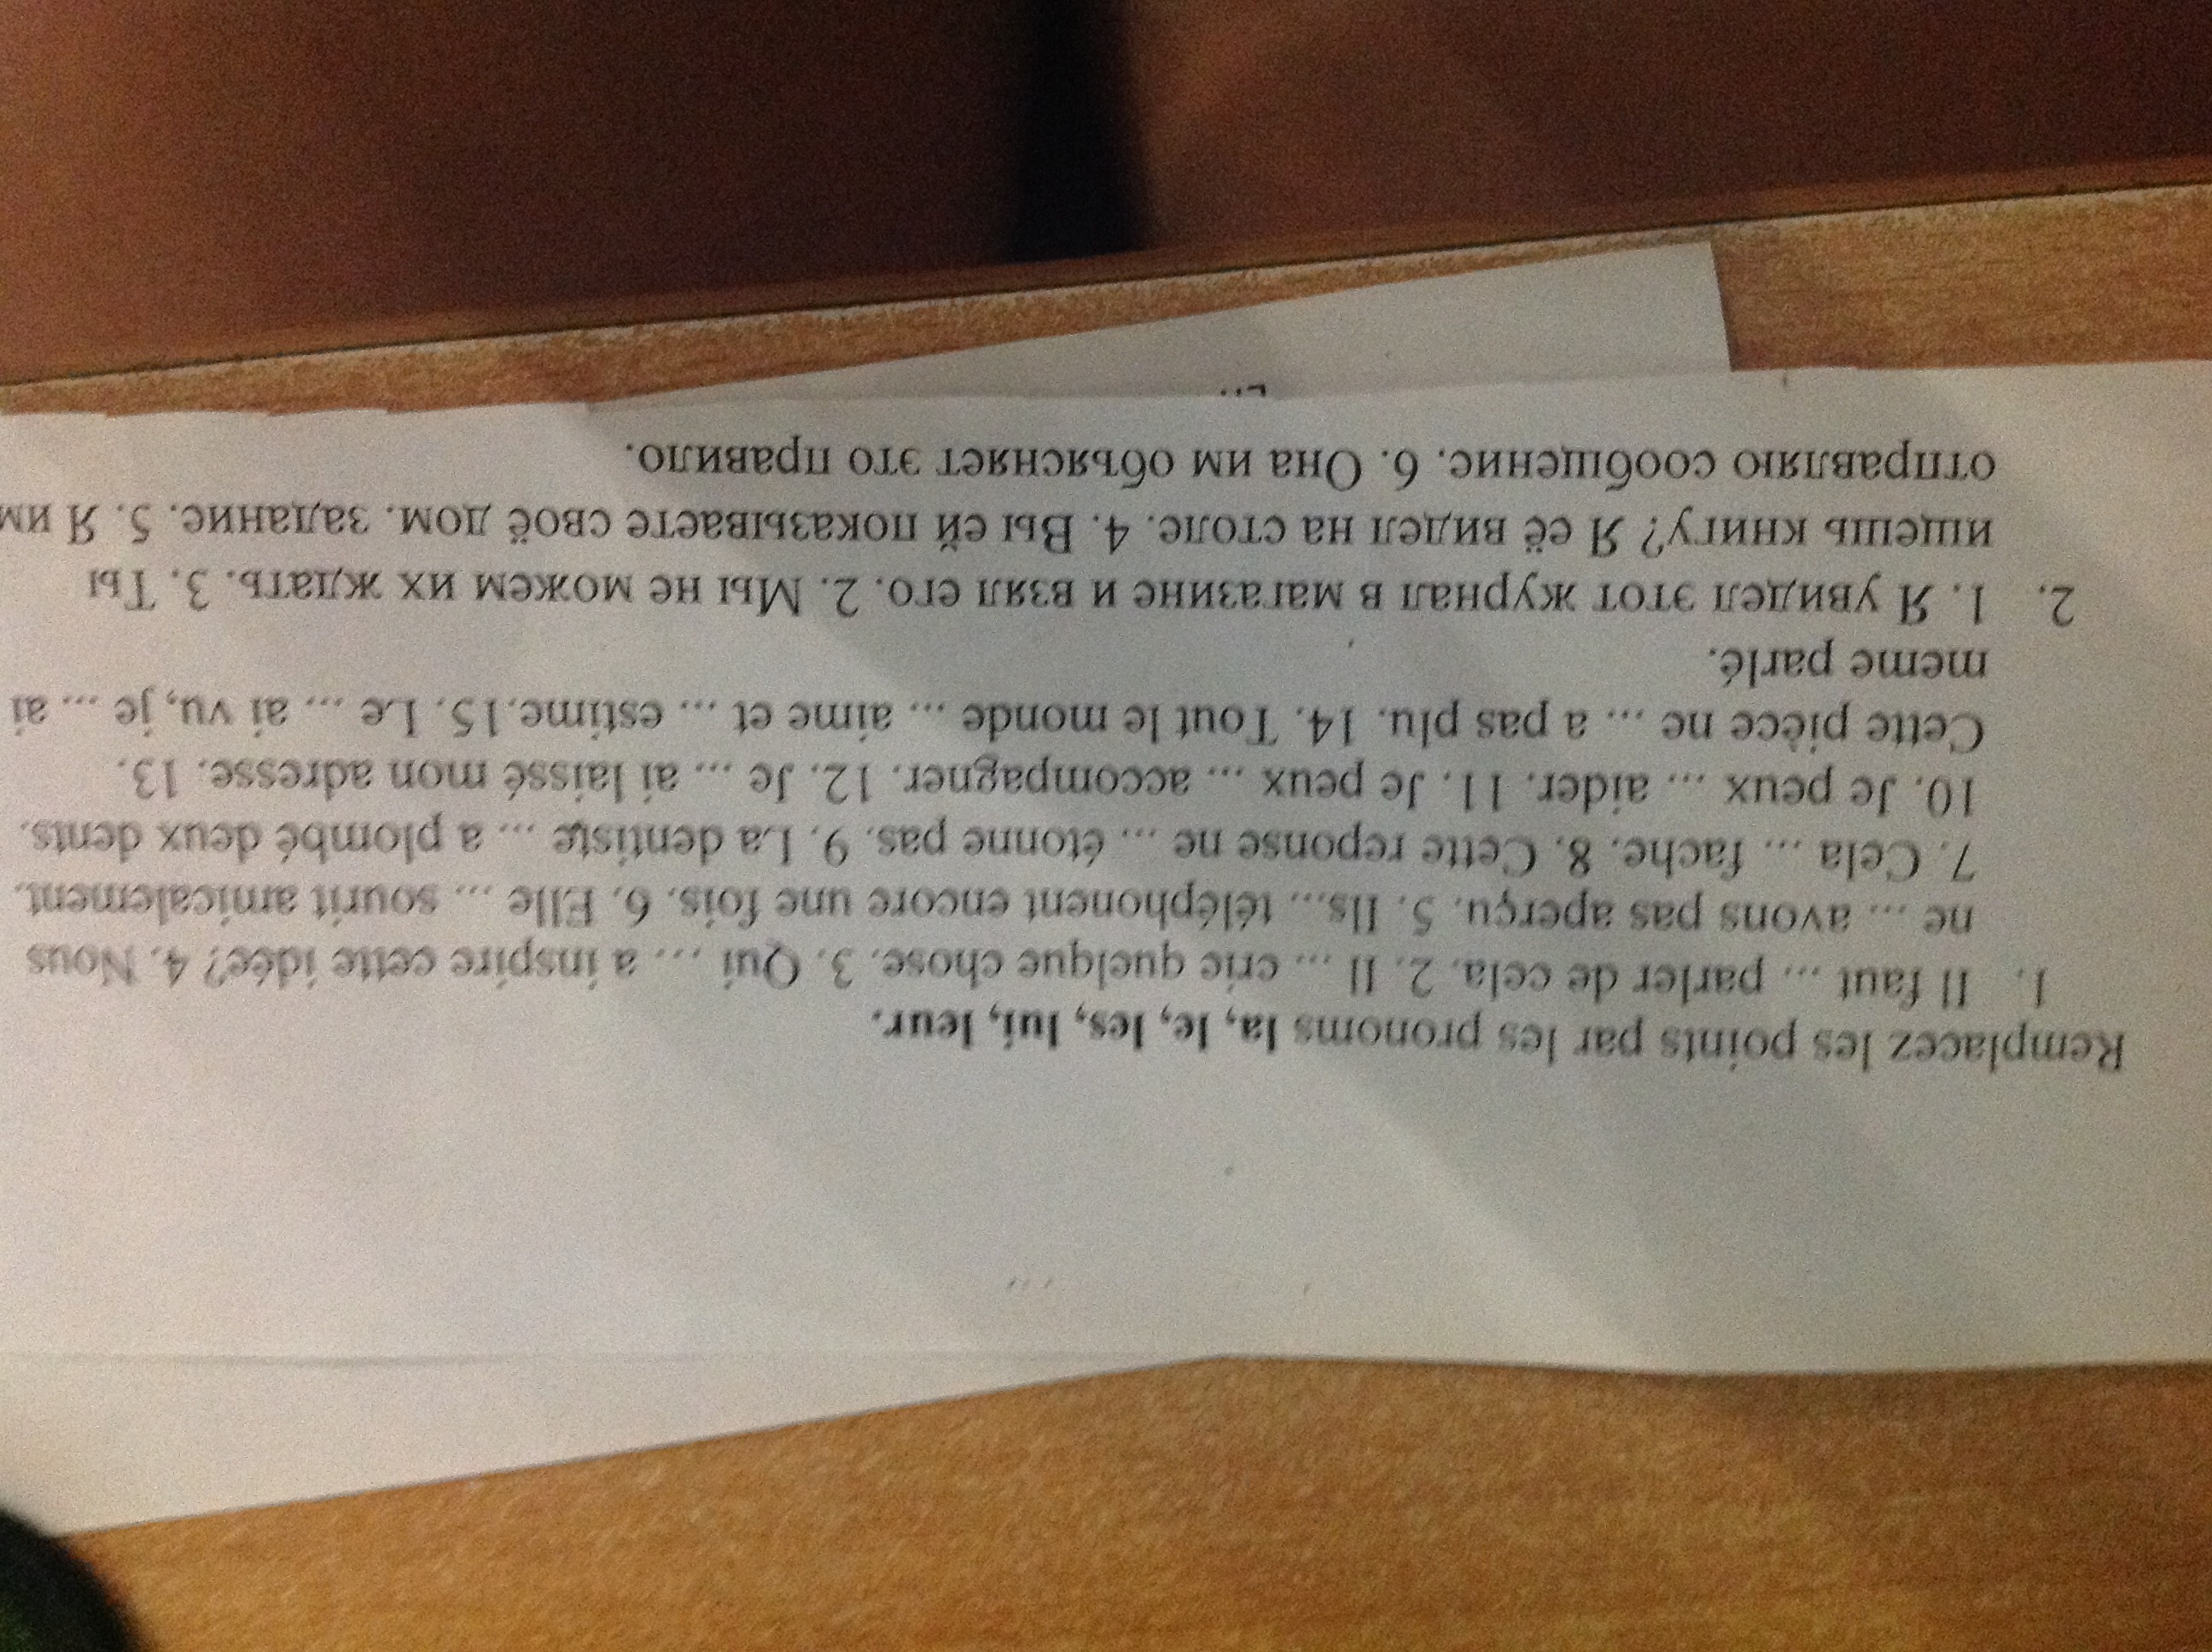 Remplacez les points par les pronoms la, le, les, lui, leur.
1. Il faut ... parler de cela. 2. Il ... crie quelque chose. 3. Qui ... a inspire cette idée? 4. Nous
ne ... avons pas aperçu. 5. Ils... téléphonent encore une fois. 6. Elle ... sourit amicalement.
7. Cela ... fache. 8. Cette reponse ne ... étonne pas. 9. La dentiste ... a plombé deux dents.
10. Je peux ... aider. 11. Je peux ... accompagner. 12. Je ... ai laissé mon adresse. 13.
Cette pièce ne ... a pas plu. 14. Tout le monde ... aime et ... estime.15. Le ... ai vu, je ... ai
meme parlé.
2. 1. Я увидел этот журнал в магазине и взял его. 2. Мы не можем их ждать. 3. Ты
ищешь книгу? Я её видел на столе. 4. Вы ей показываете своё дом. задание. 5. Я им
отправляю сообщение. 6. Она им объясняет это правило.